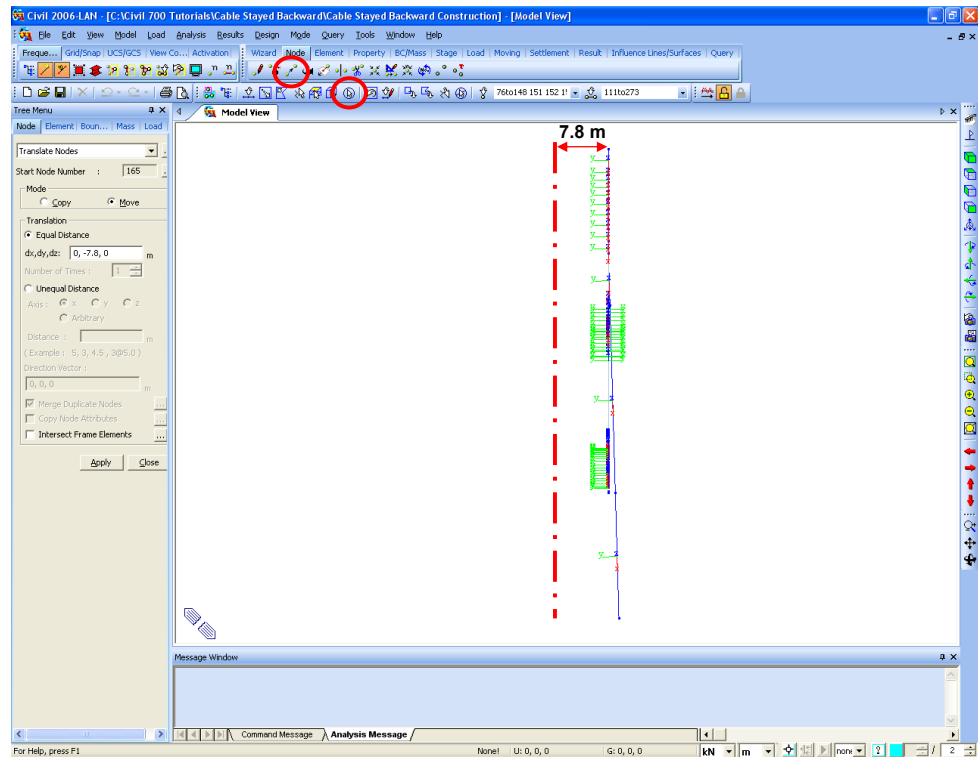 Civil 2006-LAN - [C:\Civil 700 Tutorials\Cable Stayed Backward\Cable Stayed Backward Construction] - [Model View]
File Edit View Model Load Analysis Results Design Mode Query Tools Window Help
Freque... Grid/Snap UCS/GCS View Co... Activation Wizard Node Element Property BC/Mass Stage Load Moving Settlement Result Influence Lines/Surfaces Query
76to148 151 152 1! 111to273
Tree Menu
Node Element Boun... Mass Load
Model View
Translate Nodes
Start Node Number : 165
Mode
Copy Move
Translation
Equal Distance
dx,dy,dz: 0, -7.8, 0 m
Number of Times : 1
Unequal Distance
Axis : x y z
Arbitrary
Distance : m
( Example : 5, 3, 4.5 , 3@5.0 )
Direction Vector :
0, 0, 0 m
Merge Duplicate Nodes ...
Copy Node Attributes ...
Intersect Frame Elements ...
Apply Close
7.8 m
Message Window
Command Message Analysis Message
For Help, press F1 None! U: 0, 0, 0 G: 0, 0, 0 kN m none ? / 2